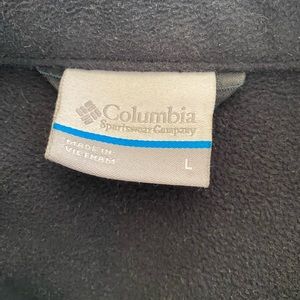 Columbia
Sportswear Company
MADE IN
VIETNAM
L